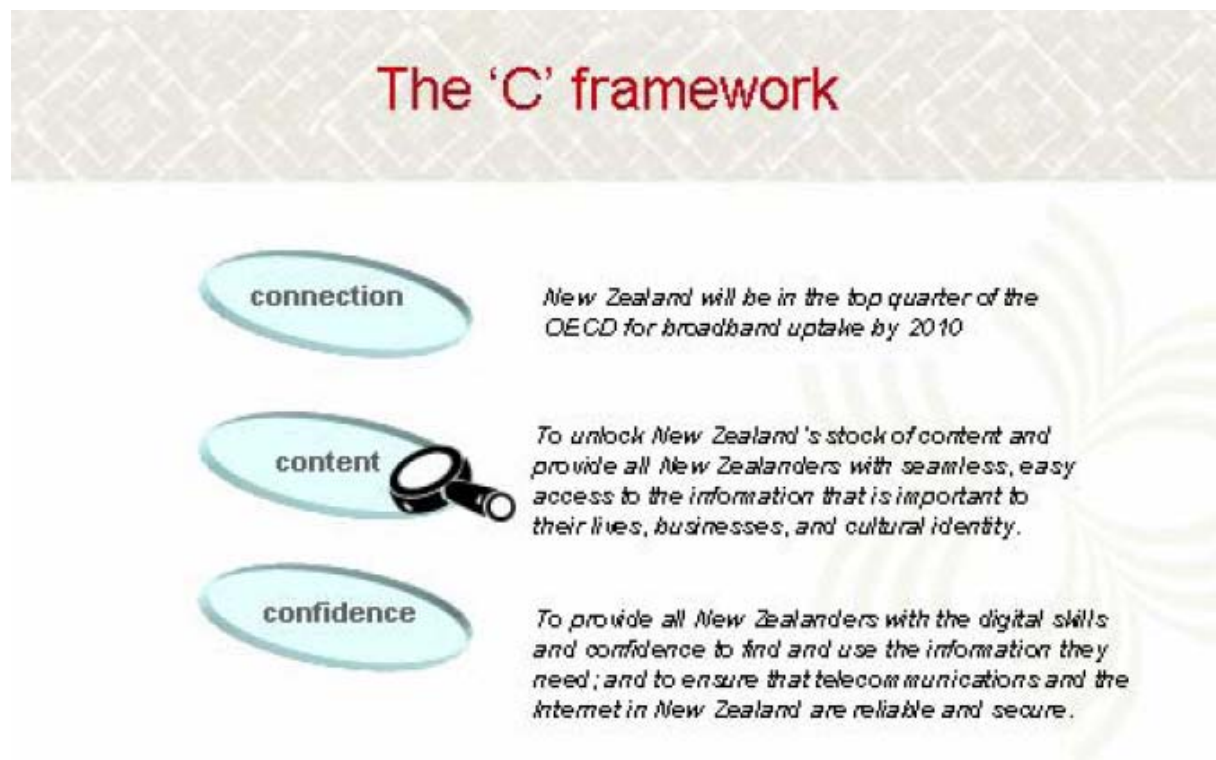 The ‘C’ framework
connection
New Zealand will be in the top quarter of the
OECD for broadband uptake by 2010
content
To unlock New Zealand's stock of content and
provide all New Zealanders with seamless, easy
access to the information that is important to
their lives, businesses, and cultural identity.
confidence
To provide all New Zealanders with the digital skills
and confidence to find and use the information they
need; and to ensure that telecommunications and the
Internet in New Zealand are reliable and secure.